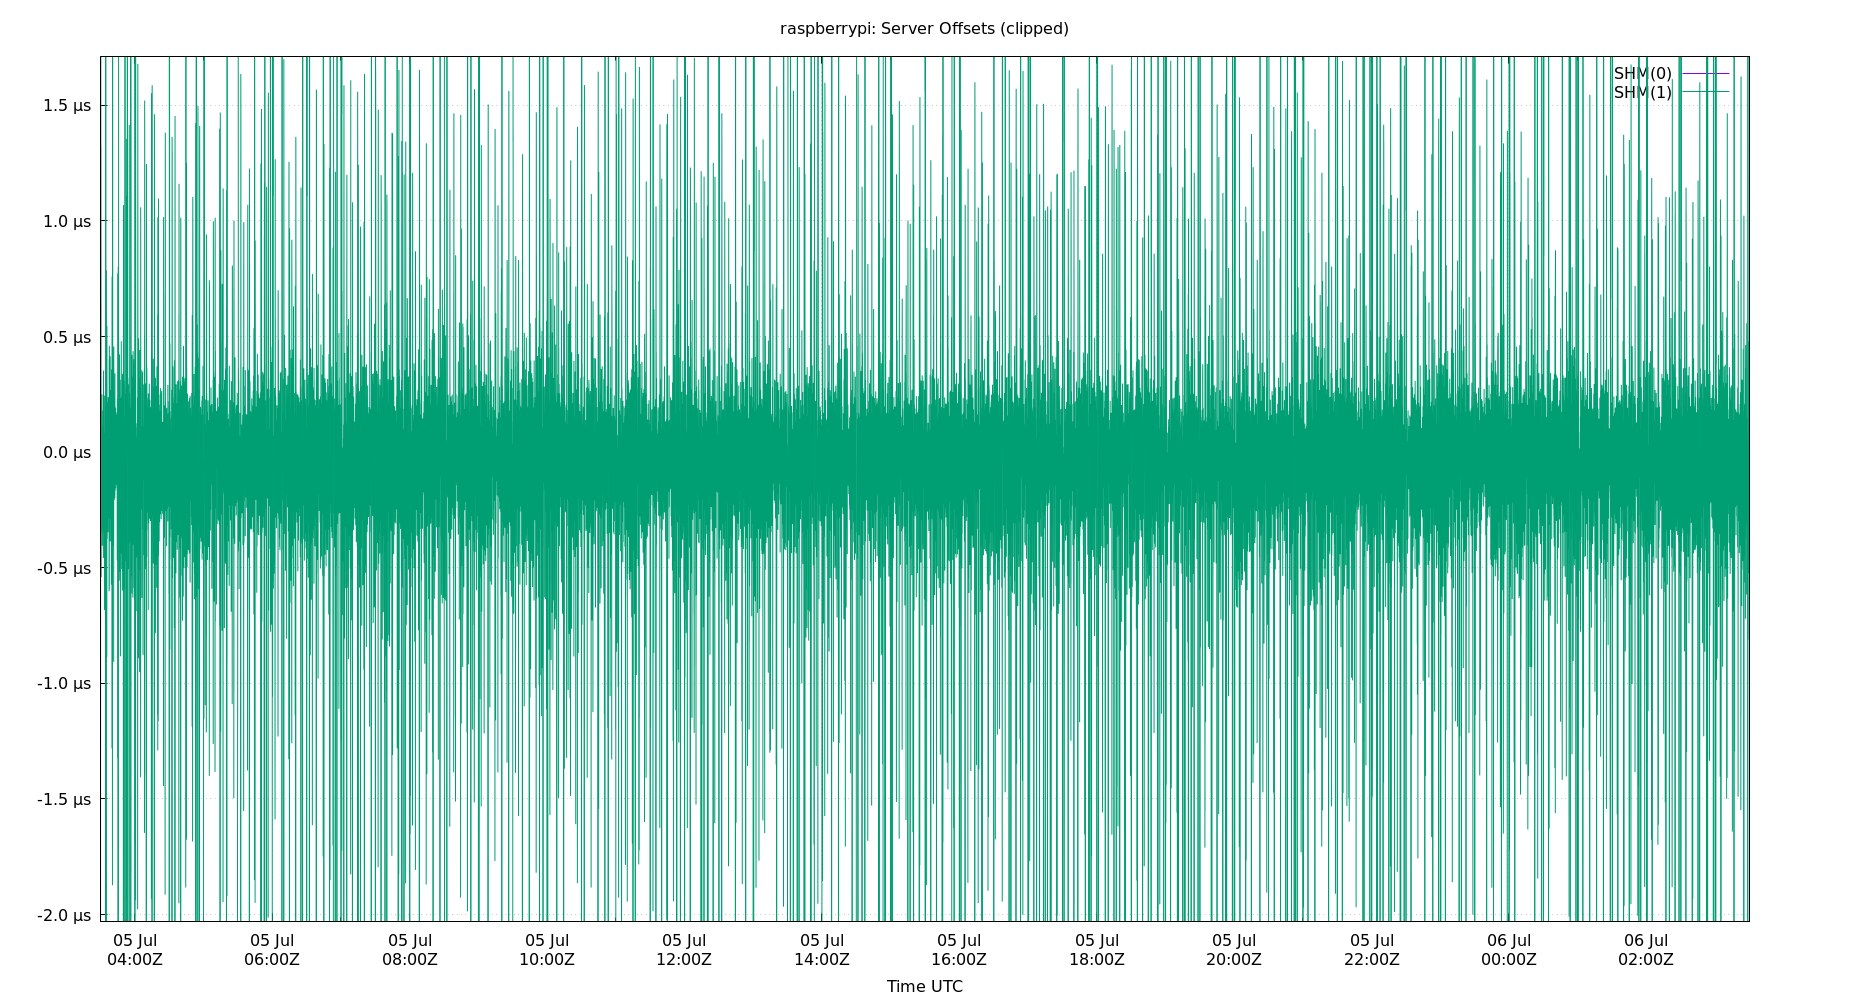 raspberrypi: Server Offsets (clipped)
SHM(0)
SHM(1)
1.5 µs
1.0 µs
0.5 µs
0.0 µs
-0.5 µs
-1.0 µs
-1.5 µs
-2.0 µs
05 Jul 05 Jul 05 Jul 05 Jul 05 Jul 05 Jul 05 Jul 05 Jul 05 Jul 05 Jul 06 Jul 06 Jul
04:00Z 06:00Z 08:00Z 10:00Z 12:00Z 14:00Z 16:00Z 18:00Z 20:00Z 22:00Z 00:00Z 02:00Z
Time UTC